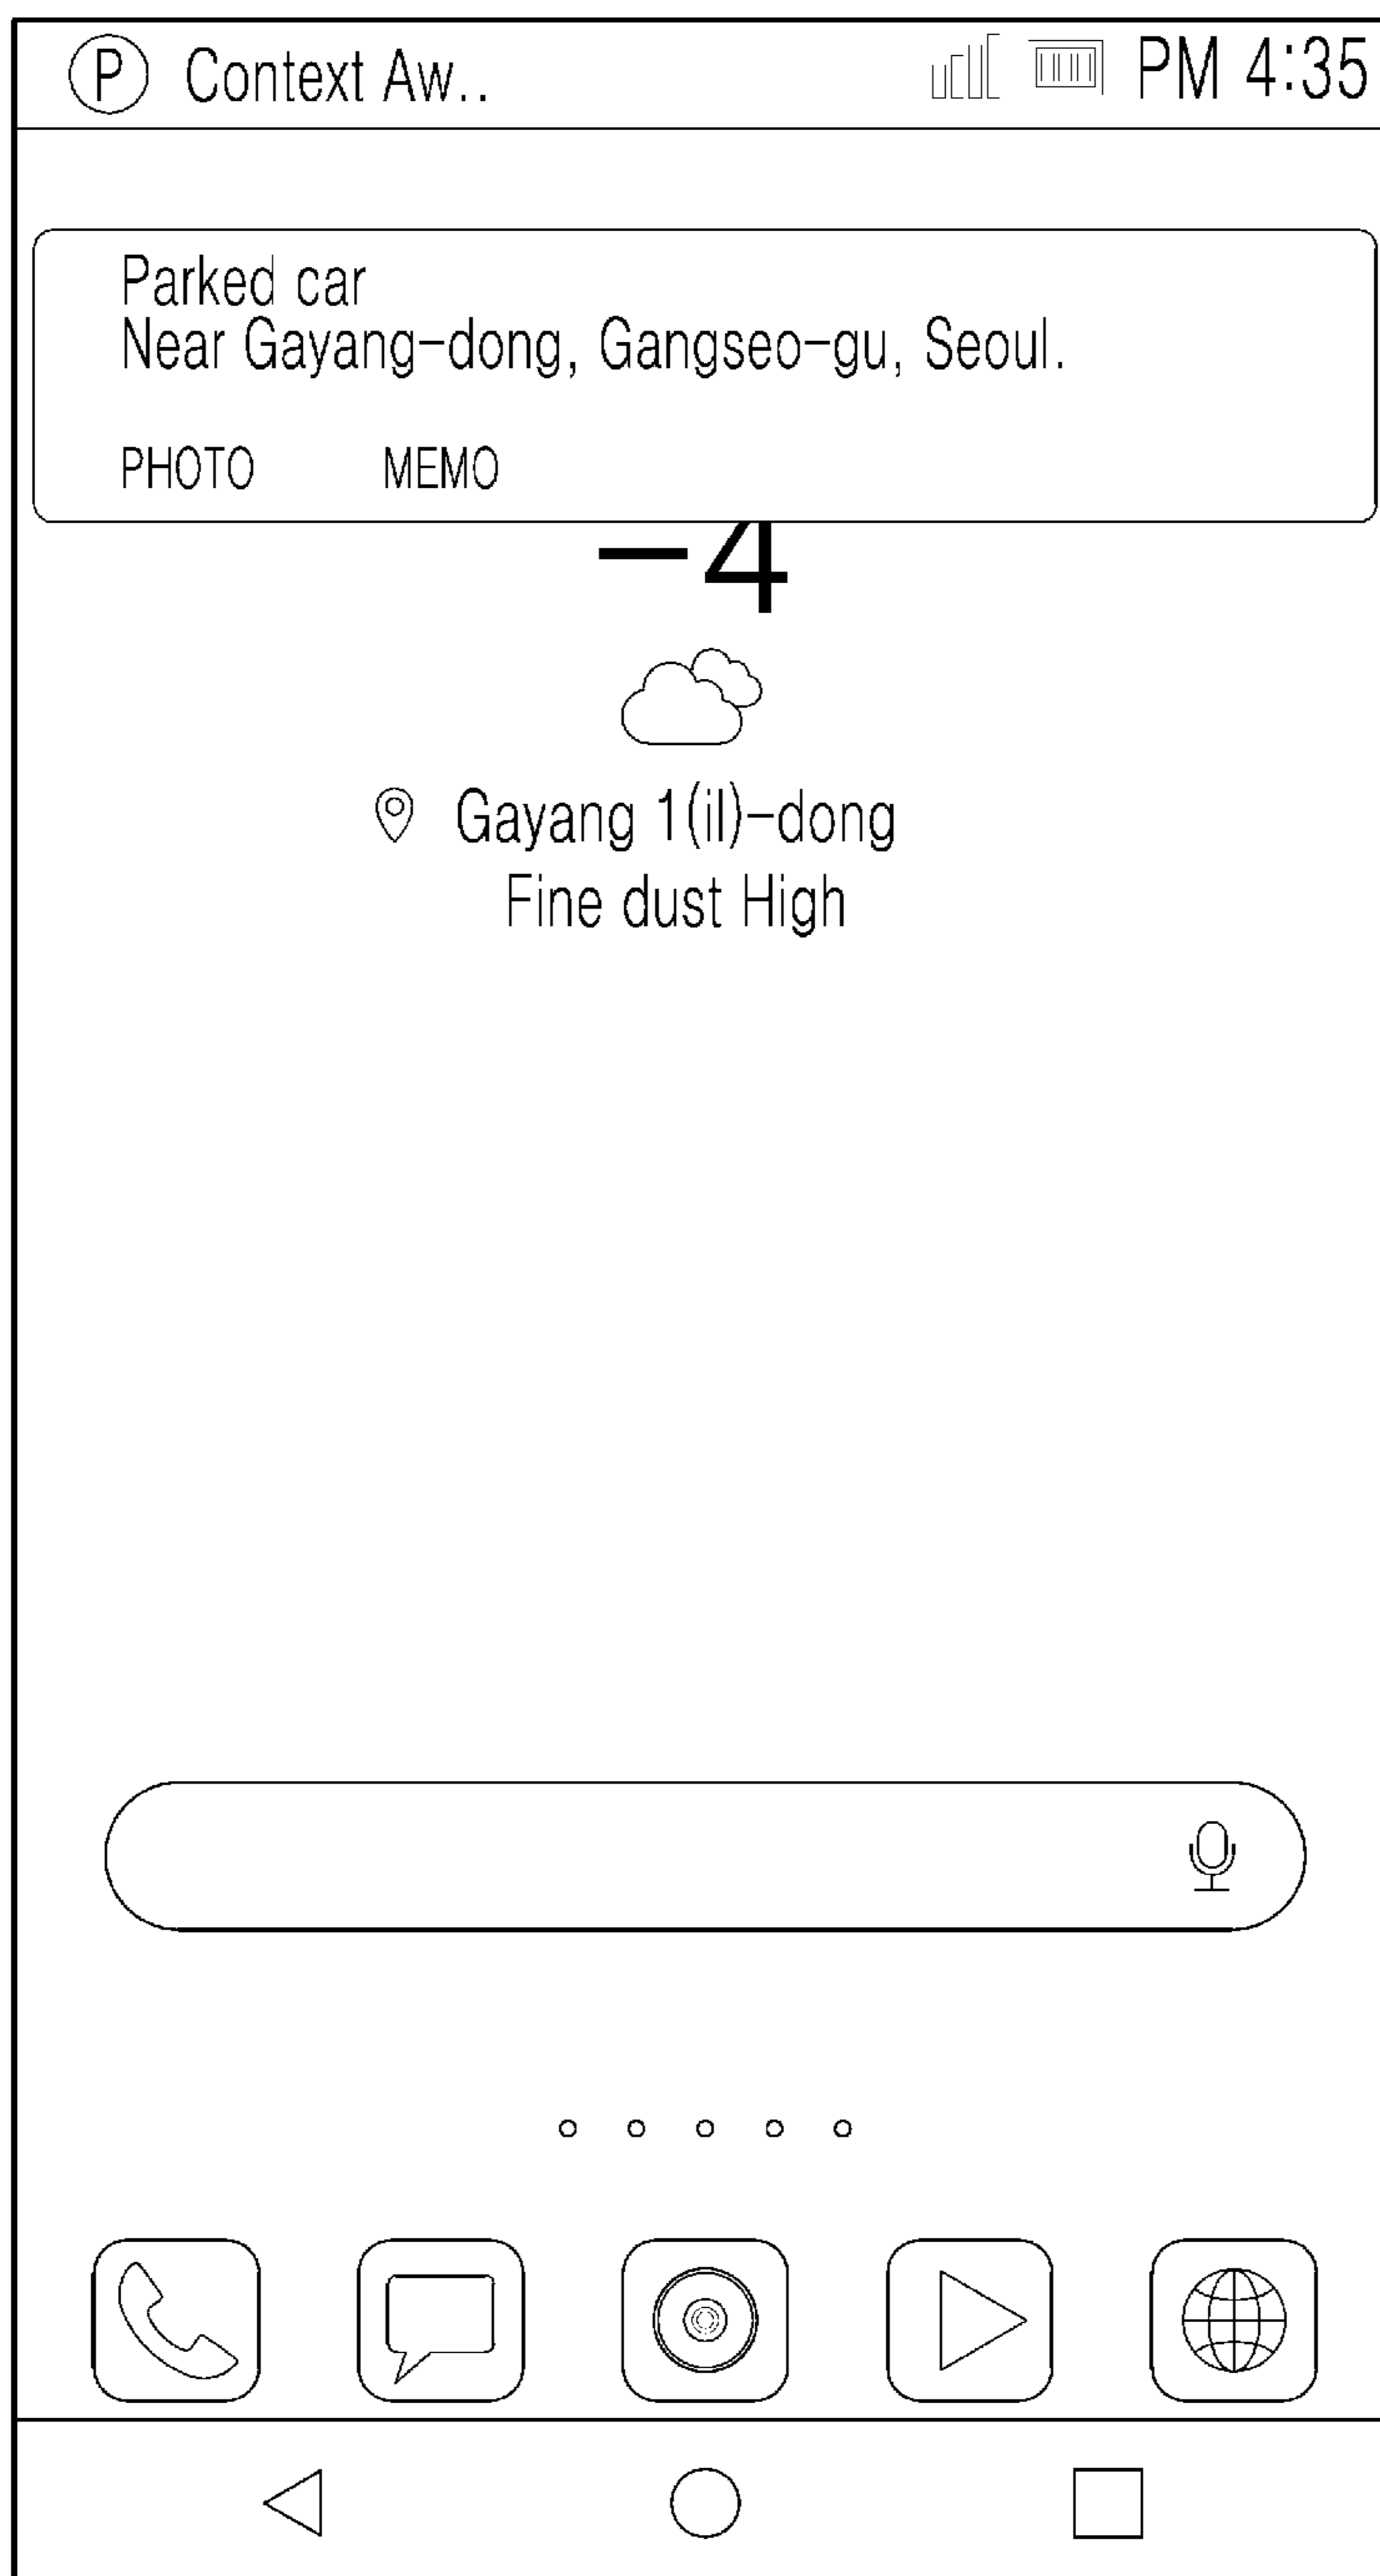 P Context Aw.. PM 4:35
Parked car
Near Gayang-dong, Gangseo-gu, Seoul.
PHOTO MEMO
-4
Gayang 1(il)-dong
Fine dust High